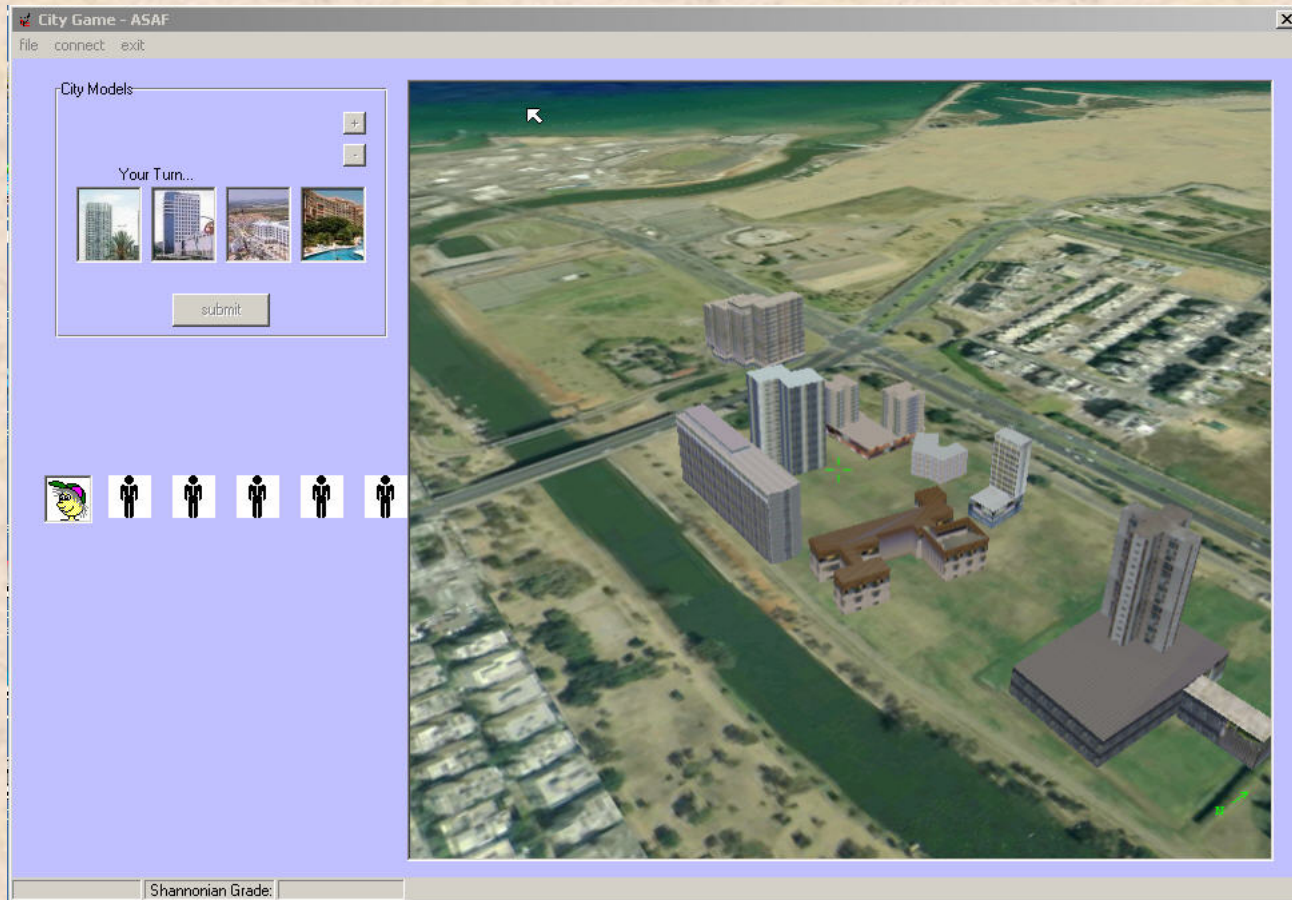 City Game - ASAF
file connect exit
City Models
+
-
Your Turn...
submit
N
Shannonian Grade: